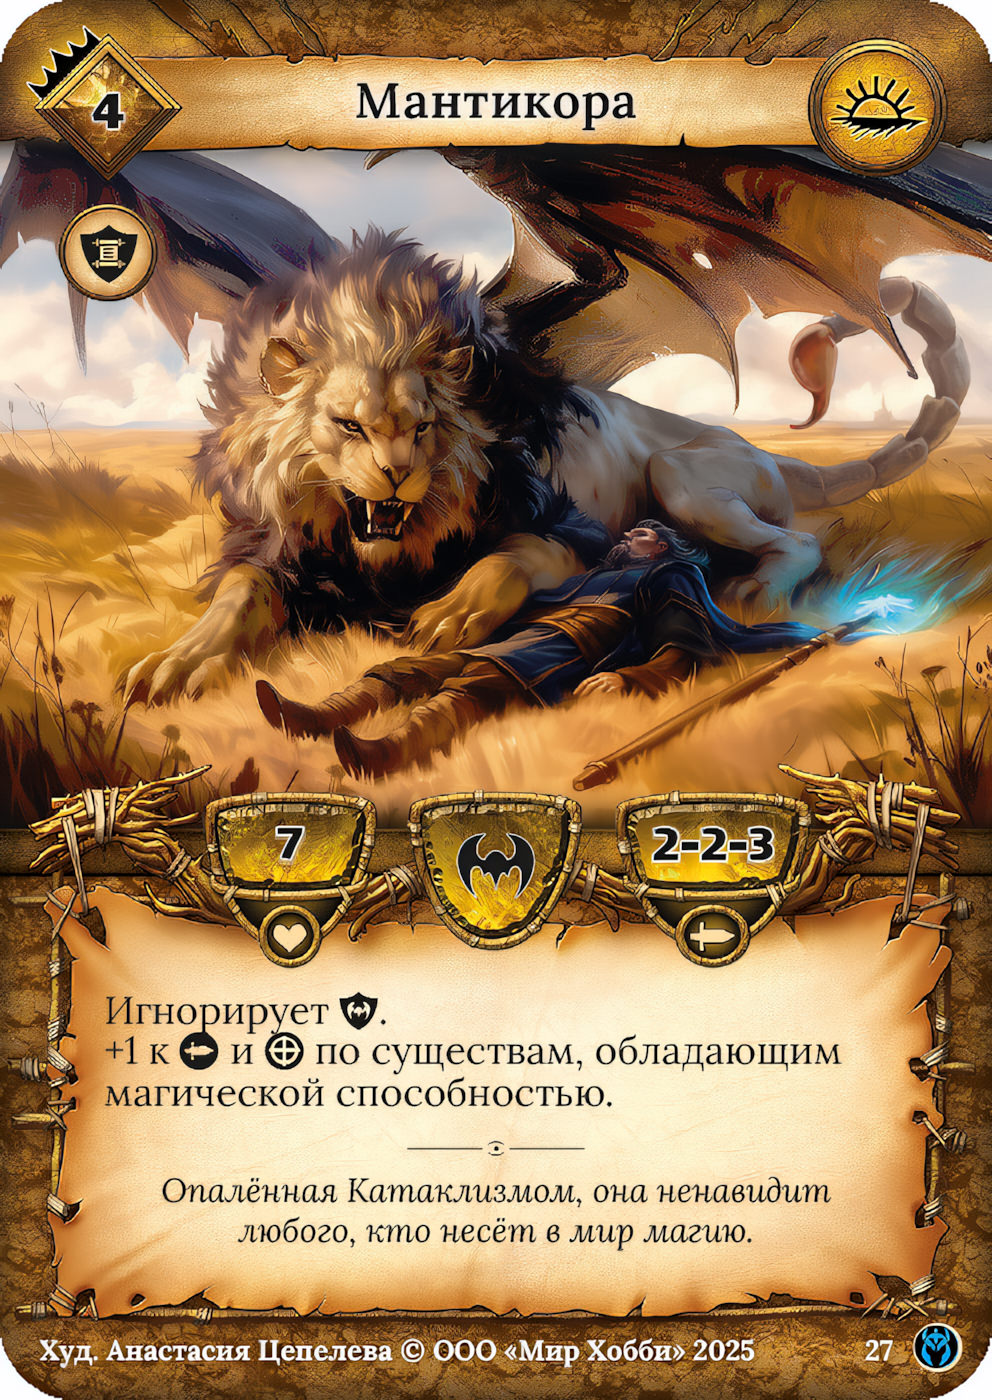 4
Мантикора
7
2-2-3
Игнорирует .
+1 к и по существам, обладающим
магической способностью.
Опалённая Катаклизмом, она ненавидит
любого, кто несёт в мир магию.
Худ. Анастасия Цепелева © ООО «Мир Хобби» 2025
27